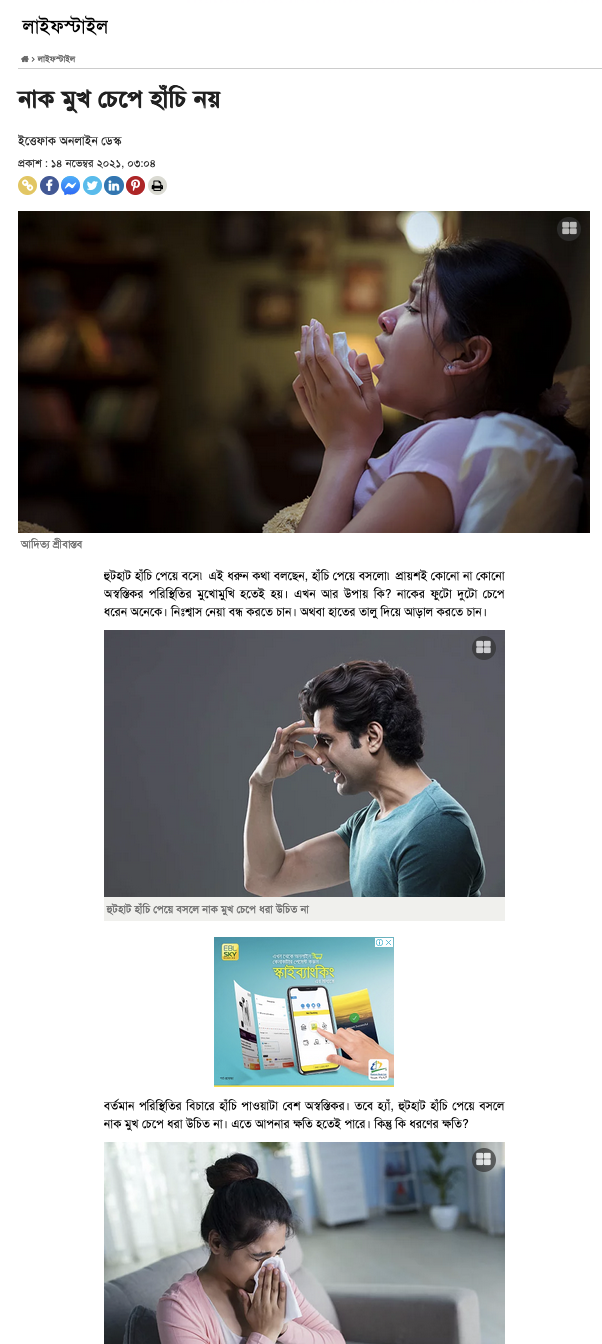 লাইফস্টাইল
লাইফস্টাইল
নাক মুখ চেপে হাঁচি নয়
ইত্তেফাক অনলাইন ডেস্ক
প্রকাশ : ১৪ নভেম্বর ২০২১, ০৩:০৪
আদিত্য শ্রীবাস্তব
হুটহাট হাঁচি পেয়ে বসে৷ এই ধরুন কথা বলছেন, হাঁচি পেয়ে বসলো৷ প্রায়শই কোনো না কোনো
অস্বস্তিকর পরিস্থিতির মুখোমুখি হতেই হয়। এখন আর উপায় কি? নাকের ফুটো দুটো চেপে
ধরেন অনেকে। নিঃশ্বাস নেয়া বন্ধ করতে চান। অথবা হাতের তালু দিয়ে আড়াল করতে চান।
হুটহাট হাঁচি পেয়ে বসলে নাক মুখ চেপে ধরা উচিত না
EBL
SKY
স্কাইব্যাংকিং
বর্তমান পরিস্থিতির বিচারে হাঁচি পাওয়াটা বেশ অস্বস্তিকর। তবে হ্যাঁ, হুটহাট হাঁচি পেয়ে বসলে
নাক মুখ চেপে ধরা উচিত না। এতে আপনার ক্ষতি হতেই পারে। কিন্তু কি ধরণের ক্ষতি?